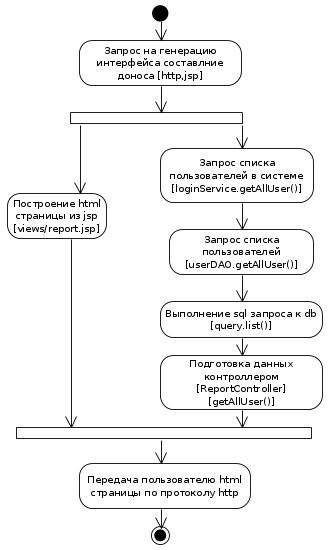 Запрос на генерацию
интерфейса составлние
доноса [http,jsp]
Запрос списка
пользователей в системе
[loginService.getAllUser()]
Построение html
страницы из jsp
[views/report.jsp]
Запрос списка
пользователей
[userDAO.getAllUser()]
Выполнение sql запроса к db
[query.list()]
Подготовка данных
контроллером
[ReportController]
[getAllUser()]
Передача пользователю html
страницы по протоколу http